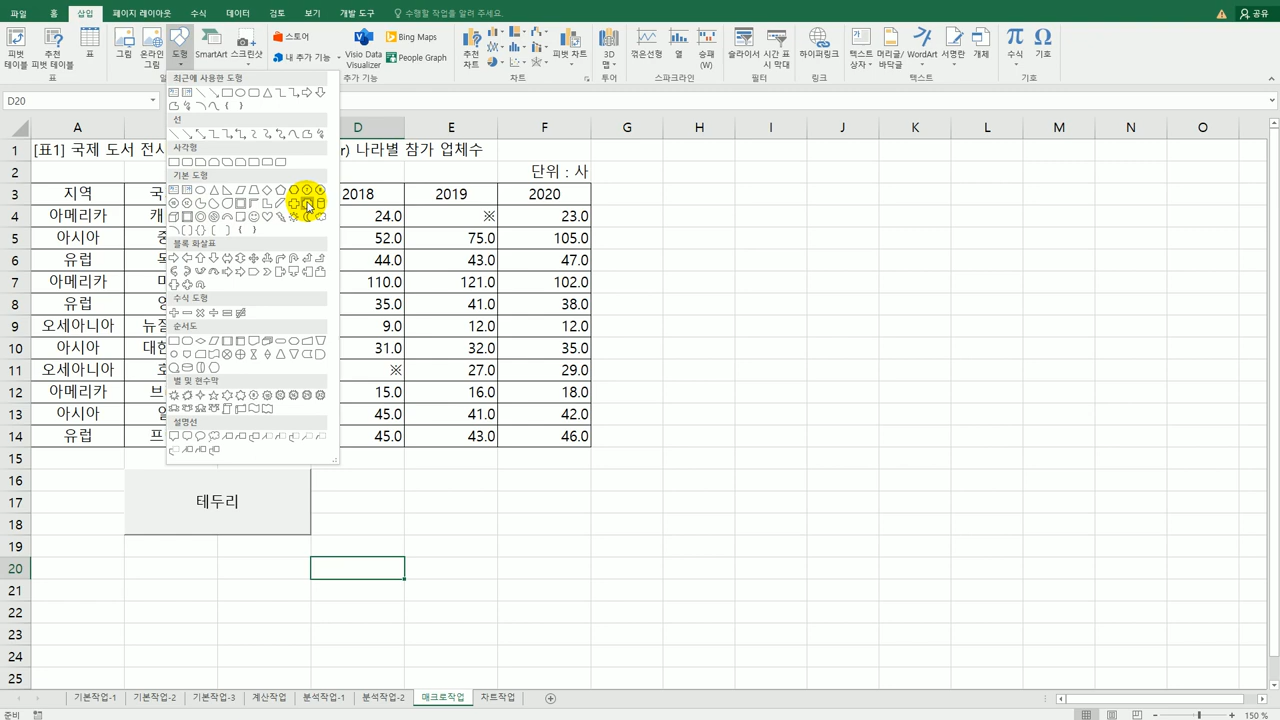 파일 홈 삽입 페이지 레이아웃 수식 데이터 검토 보기 개발 도구 수행할 작업을 알려 주세요. 공유
피벗 테이블 추천 피벗 테이블 표 그림 온라인 그림 도형 SmartArt 스크린샷 스토어 내 추가 기능 Visio Data Visualizer Bing Maps People Graph 추천 차트 피벗 차트 3D 맵 꺾은선형 열 승패 (W) 슬라이서 시간 표시 막대 하이퍼링크 텍스트 상자 머리글/바닥글 WordArt 서명란 개체 수식 기호
표 추가 기능 차트 투어 스파크라인 필터 링크 텍스트 기호
최근에 사용한 도형
선
사각형
기본 도형
블록 화살표
수식 도형
순서도
별 및 현수막
설명선
D20
A D E F G H I J K L M N O
1 [표1] 국제 도서 전시 r) 나라별 참가 업체수
2 단위 : 사
3 지역 국 2018 2019 2020
4 아메리카 캐 24.0 ※ 23.0
5 아시아 중 52.0 75.0 105.0
6 유럽 독 44.0 43.0 47.0
7 아메리카 미 110.0 121.0 102.0
8 유럽 영 35.0 41.0 38.0
9 오세아니아 뉴질 9.0 12.0 12.0
10 아시아 대한 31.0 32.0 35.0
11 오세아니아 호 ※ 27.0 29.0
12 아메리카 브 15.0 16.0 18.0
13 아시아 일 45.0 41.0 42.0
14 유럽 프 45.0 43.0 46.0
15
16
17 테두리
18
19
20
21
22
23
24
25
기본작업-1 기본작업-2 기본작업-3 계산작업 분석작업-1 분석작업-2 매크로작업 차트작업
준비 150 %